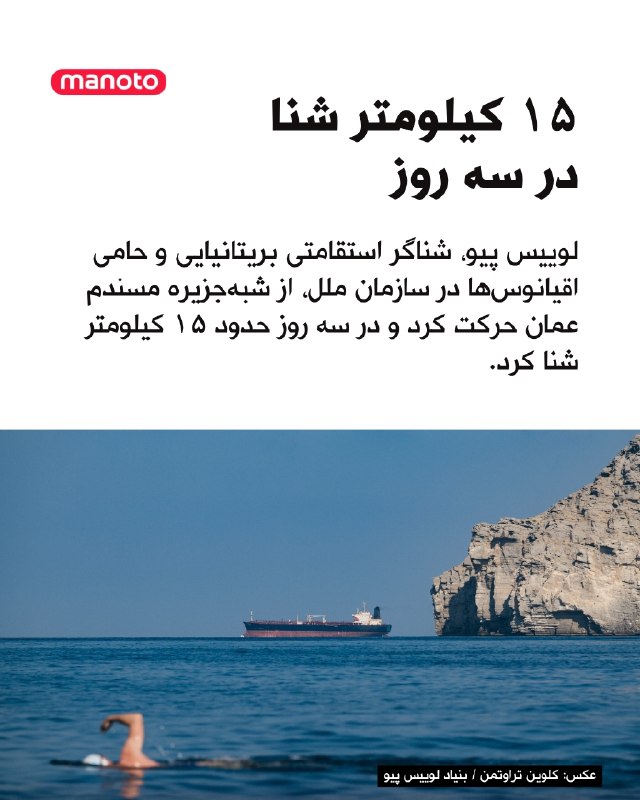 manoto
۱۵ کیلومتر شنا
در سه روز
لوییس پیو، شناگر استقامتی بریتانیایی و حامی
اقیانوس‌ها در سازمان ملل، از شبه‌جزیره مسندم
عمان حرکت کرد و در سه روز حدود ۱۵ کیلومتر
شنا کرد.
عکس: کلوین تراوتمن / بنیاد لوییس پیو